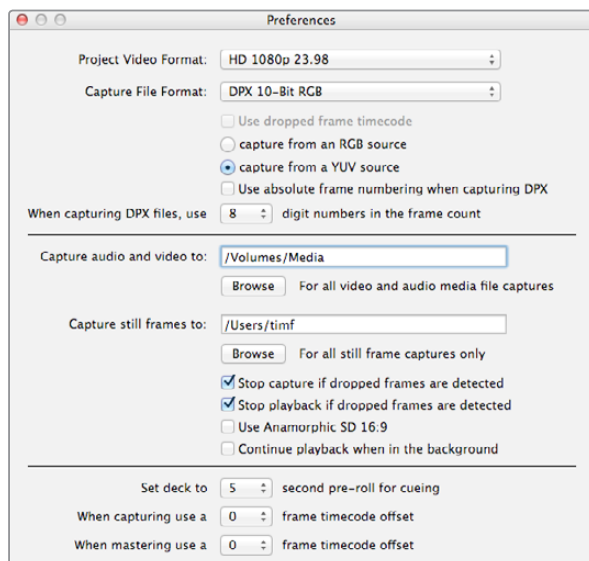 Preferences
Project Video Format: HD 1080p 23.98
Capture File Format: DPX 10-Bit RGB
Use dropped frame timecode
capture from an RGB source
capture from a YUV source
Use absolute frame numbering when capturing DPX
When capturing DPX files, use 8 digit numbers in the frame count
Capture audio and video to: /Volumes/Media
Browse For all video and audio media file captures
Capture still frames to: /Users/timf
Browse For all still frame captures only
Stop capture if dropped frames are detected
Stop playback if dropped frames are detected
Use Anamorphic SD 16:9
Continue playback when in the background
Set deck to 5 second pre-roll for cueing
When capturing use a 0 frame timecode offset
When mastering use a 0 frame timecode offset